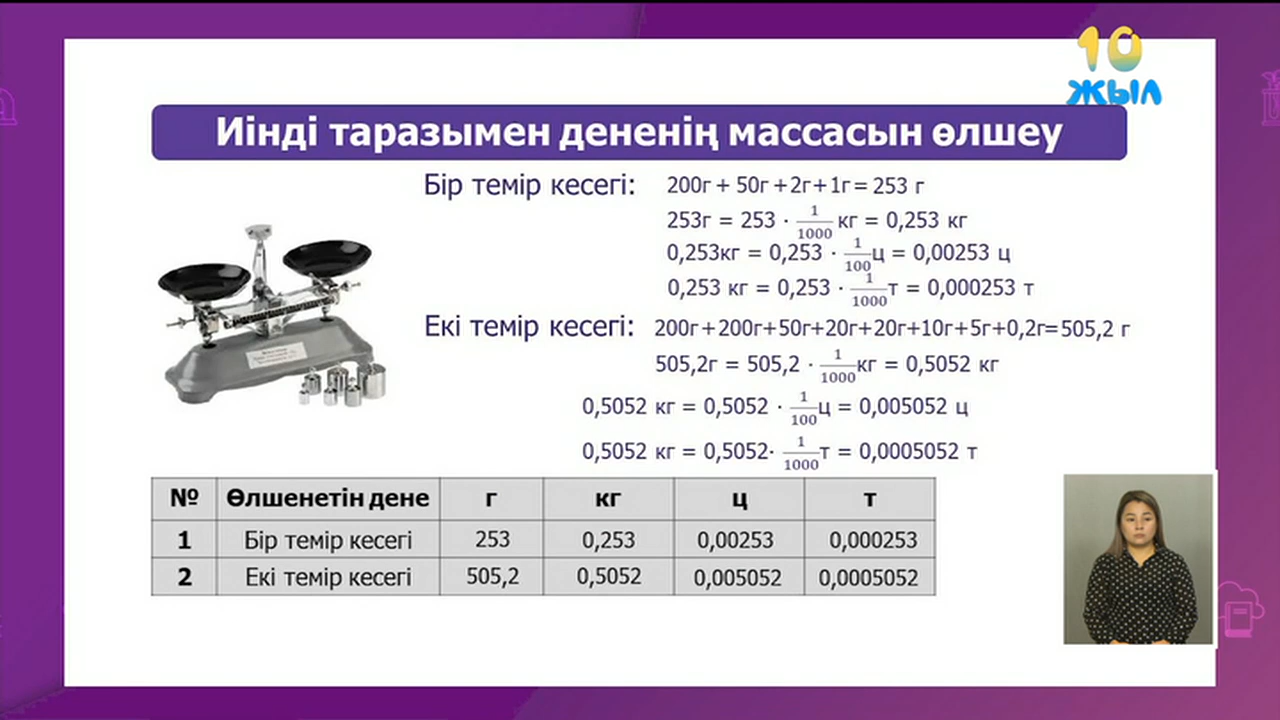 10
ЖЫЛ
Иінді таразымен дененің массасын өлшеу
Бір темір кесегі: 200г + 50г +2г+1г= 253 г
253г = 253 · 1/1000 кг = 0,253 кг
0,253кг = 0,253 · 1/100 ц = 0,00253 ц
0,253 кг = 0,253 · 1/1000 т = 0,000253 т
Екі темір кесегі: 200г+200г+50г+20г+20г+10г+5г+0,2г=505,2 г
505,2г = 505,2 · 1/1000 кг = 0,5052 кг
0,5052 кг = 0,5052 · 1/100 ц = 0,005052 ц
0,5052 кг = 0,5052· 1/1000 т = 0,0005052 т
№ Өлшенетін дене г кг ц т
1 Бір темір кесегі 253 0,253 0,00253 0,000253
2 Екі темір кесегі 505,2 0,5052 0,005052 0,0005052